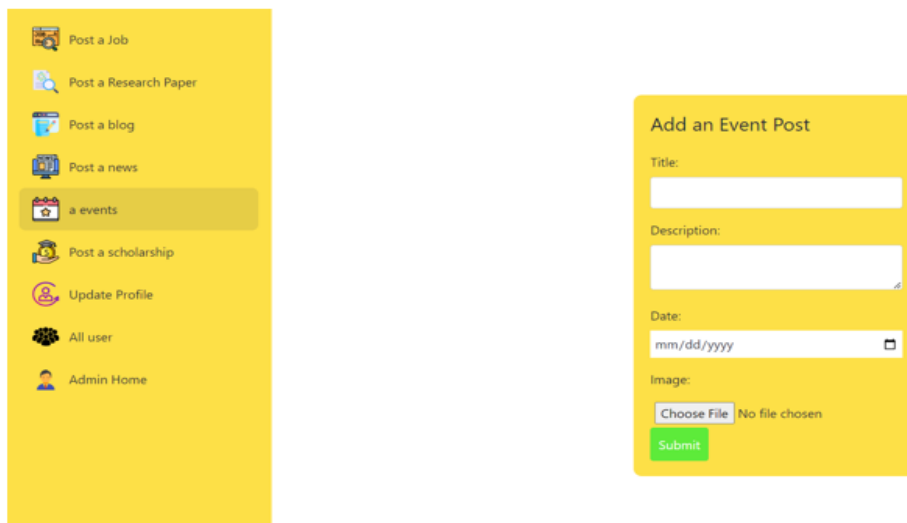 Post a Job
Post a Research Paper
Post a blog
Post a news
a events
Post a scholarship
Update Profile
All user
Admin Home
Add an Event Post
Title:
Description:
Date:
mm/dd/yyyy
Image:
Choose File No file chosen
Submit